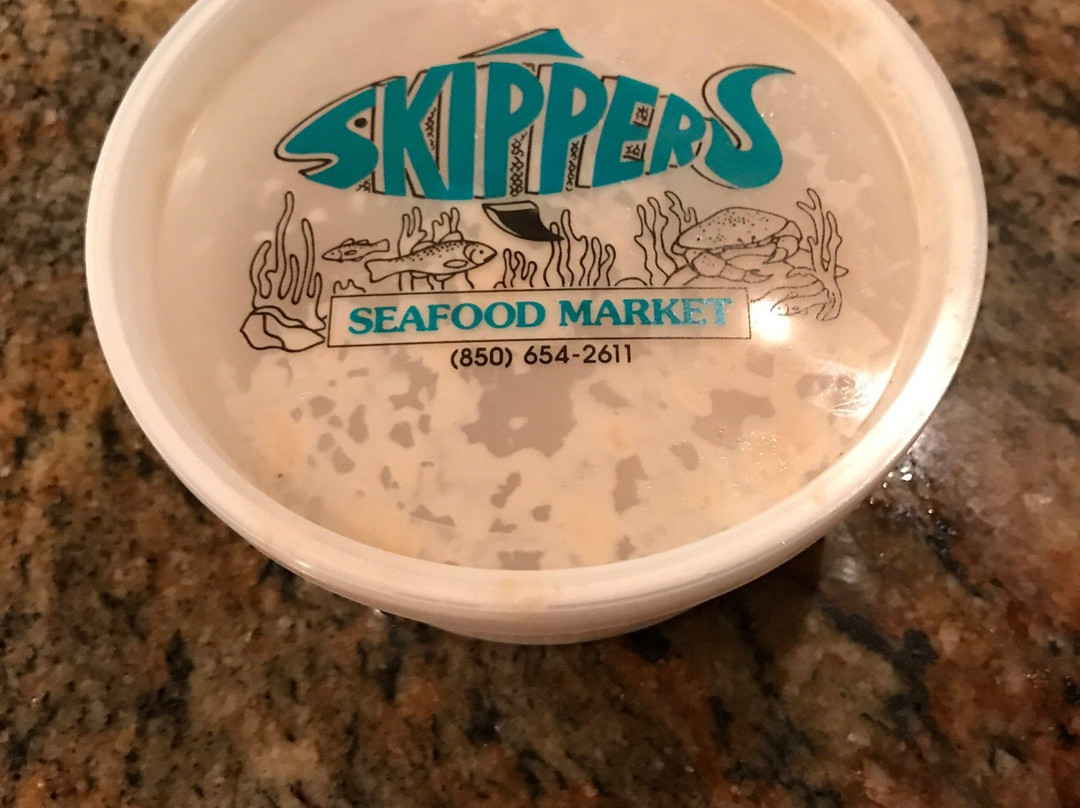 SKIPPERS
SEAFOOD MARKET
(850) 654-2611